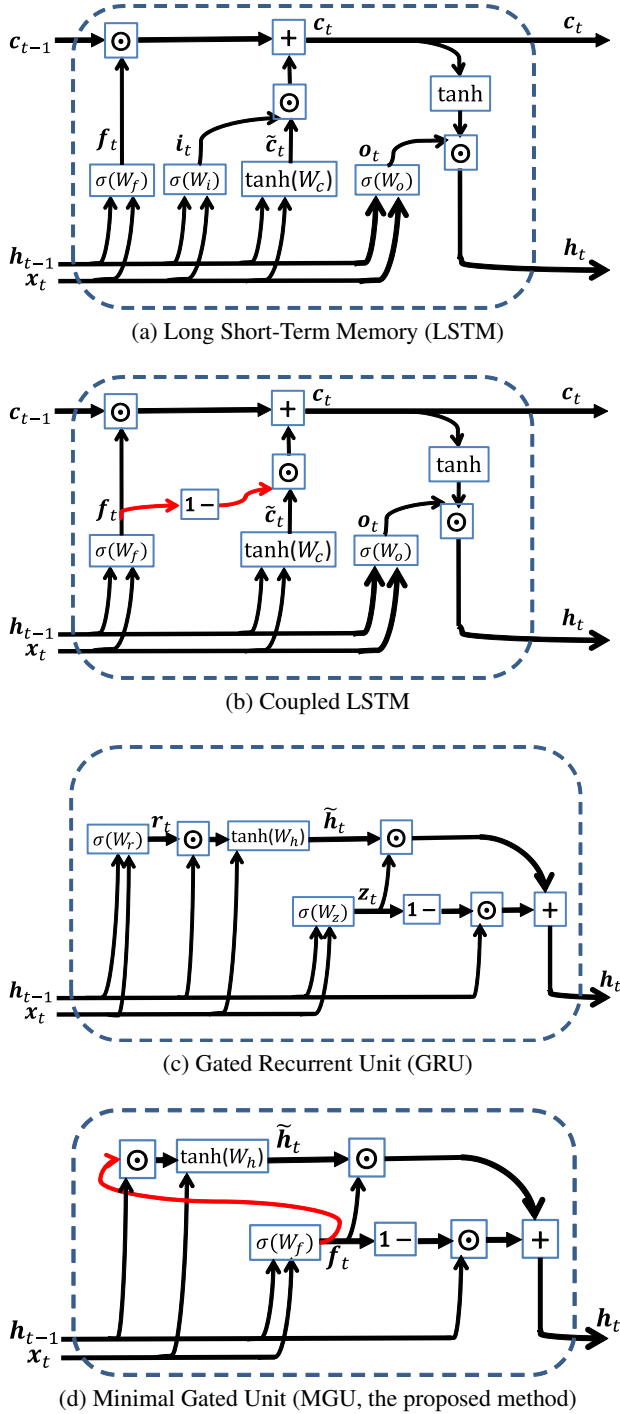 c_{t-1} ⊙ + c_t c_t
tanh
⊙
f_t i_t c̃_t o_t ⊙
σ(W_f) σ(W_i) tanh(W_c) σ(W_o)
h_{t-1} h_t
x_t
(a) Long Short-Term Memory (LSTM)
c_{t-1} ⊙ + c_t c_t
⊙ tanh
f_t 1− c̃_t o_t ⊙
σ(W_f) tanh(W_c) σ(W_o)
h_{t-1} h_t
x_t
(b) Coupled LSTM
σ(W_r) r_t ⊙ tanh(W_h) h̃_t ⊙
σ(W_z) z_t 1− ⊙ +
h_{t-1} h_t
x_t
(c) Gated Recurrent Unit (GRU)
⊙ tanh(W_h) h̃_t ⊙
σ(W_f) f_t 1− ⊙ +
h_{t-1} h_t
x_t
(d) Minimal Gated Unit (MGU, the proposed method)